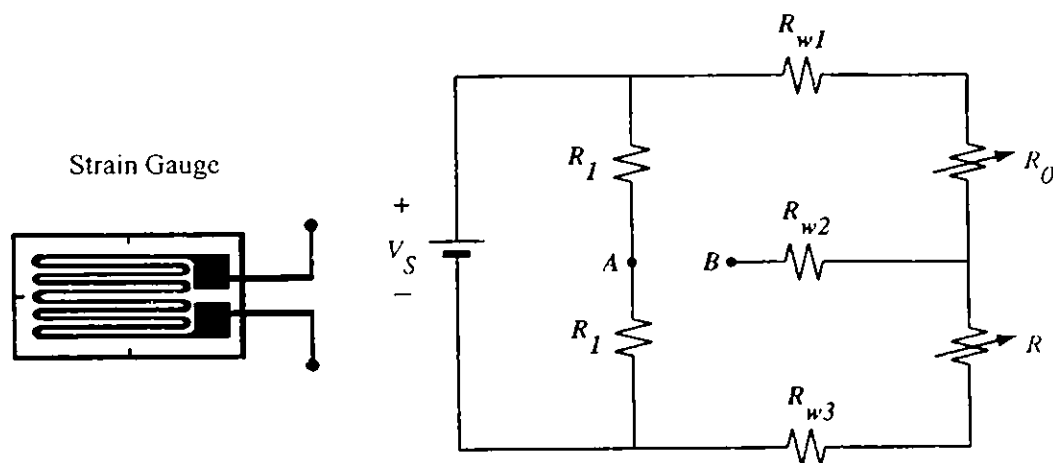 Strain Gauge
+
V_S
−
R_1
A
R_1
R_w1
R_0
R_w2
B
R
R_w3